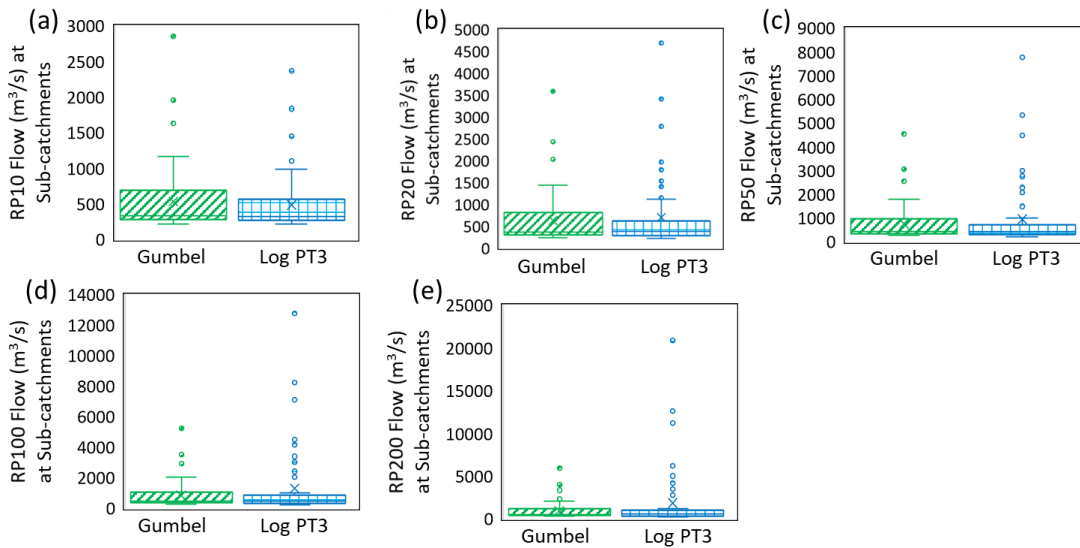 (a)
RP10 Flow (m³/s) at
Sub-catchments
3000
2500
2000
1500
1000
500
0
Gumbel
Log PT3
(b)
RP20 Flow (m³/s) at
Sub-catchments
5000
4500
4000
3500
3000
2500
2000
1500
1000
500
0
Gumbel
Log PT3
(c)
RP50 Flow (m³/s) at
Sub-catchments
9000
8000
7000
6000
5000
4000
3000
2000
1000
0
Gumbel
Log PT3
(d)
RP100 Flow (m³/s)
at Sub-catchments
14000
12000
10000
8000
6000
4000
2000
0
Gumbel
Log PT3
(e)
RP200 Flow (m³/s)
at Sub-catchments
25000
20000
15000
10000
5000
0
Gumbel
Log PT3